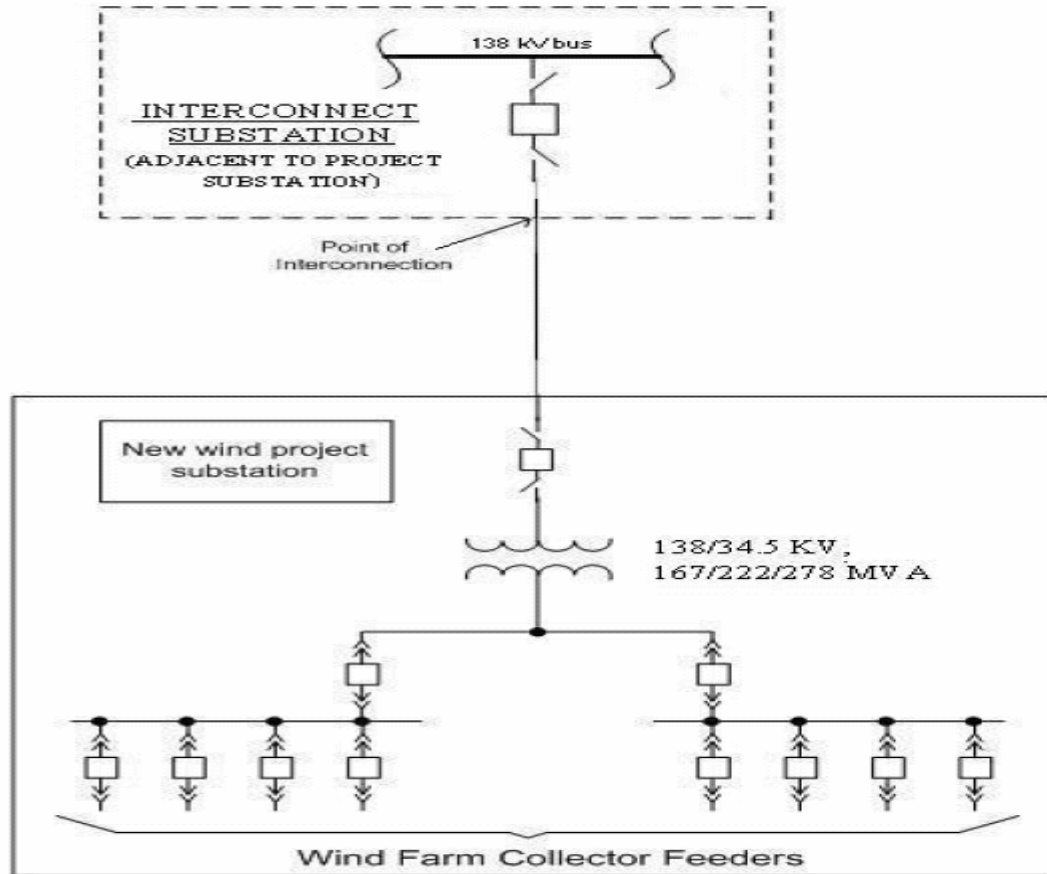 138 kV bus
INTERCONNECT
SUBSTATION
(ADJACENT TO PROJECT
SUBSTATION)
Point of
Interconnection
New wind project
substation
138/34.5 KV,
167/222/278 MV A
Wind Farm Collector Feeders